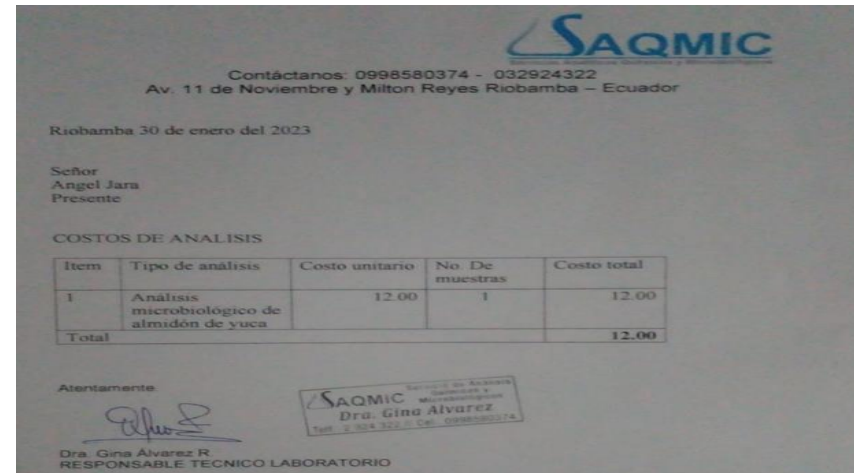 SAQMIC
Contáctanos: 0998580374 - 032924322
Av. 11 de Noviembre y Milton Reyes Riobamba – Ecuador
Riobamba 30 de enero del 2023
Señor
Angel Jara
Presente
COSTOS DE ANALISIS
Item Tipo de análisis Costo unitario No. De muestras Costo total
1 Análisis microbiológico de almidón de yuca 12.00 1 12.00
Total 12.00
Atentamente
SAQMIC
Dra. Gina Alvarez
Dra. Gina Álvarez R.
RESPONSABLE TECNICO LABORATORIO